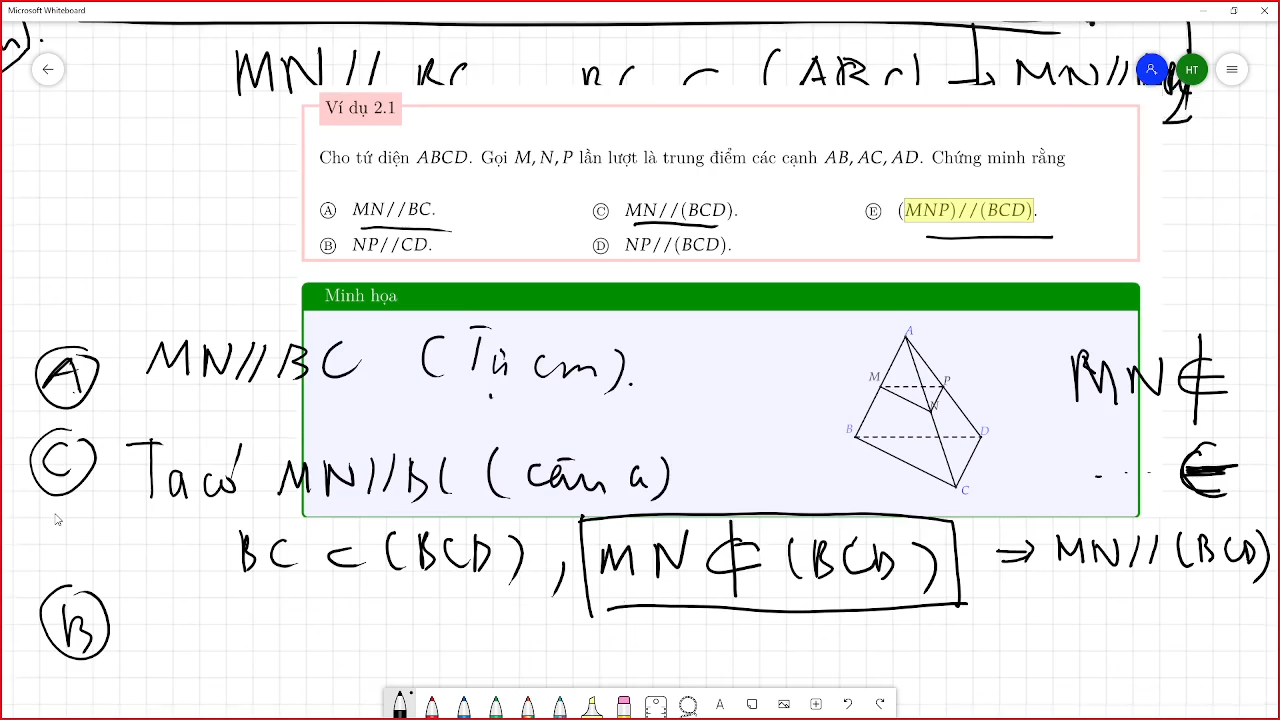 Microsoft Whiteboard
MN // BC
MN //
HT
Ví dụ 2.1
Cho tứ diện ABCD. Gọi M, N, P lần lượt là trung điểm các cạnh AB, AC, AD. Chứng minh rằng
Ⓐ MN//BC. Ⓒ MN//(BCD). Ⓔ (MNP)//(BCD).
Ⓑ NP//CD. Ⓓ NP//(BCD).
Minh họa
A
M P
N
B D
C
Ⓐ MN//BC (Tự cm).
MN ⊄
Ⓒ Ta có MN//BC (câu a)
BC ⊂ (BCD), MN ⊄ (BCD) ⇒ MN// (BCD)
Ⓑ
A